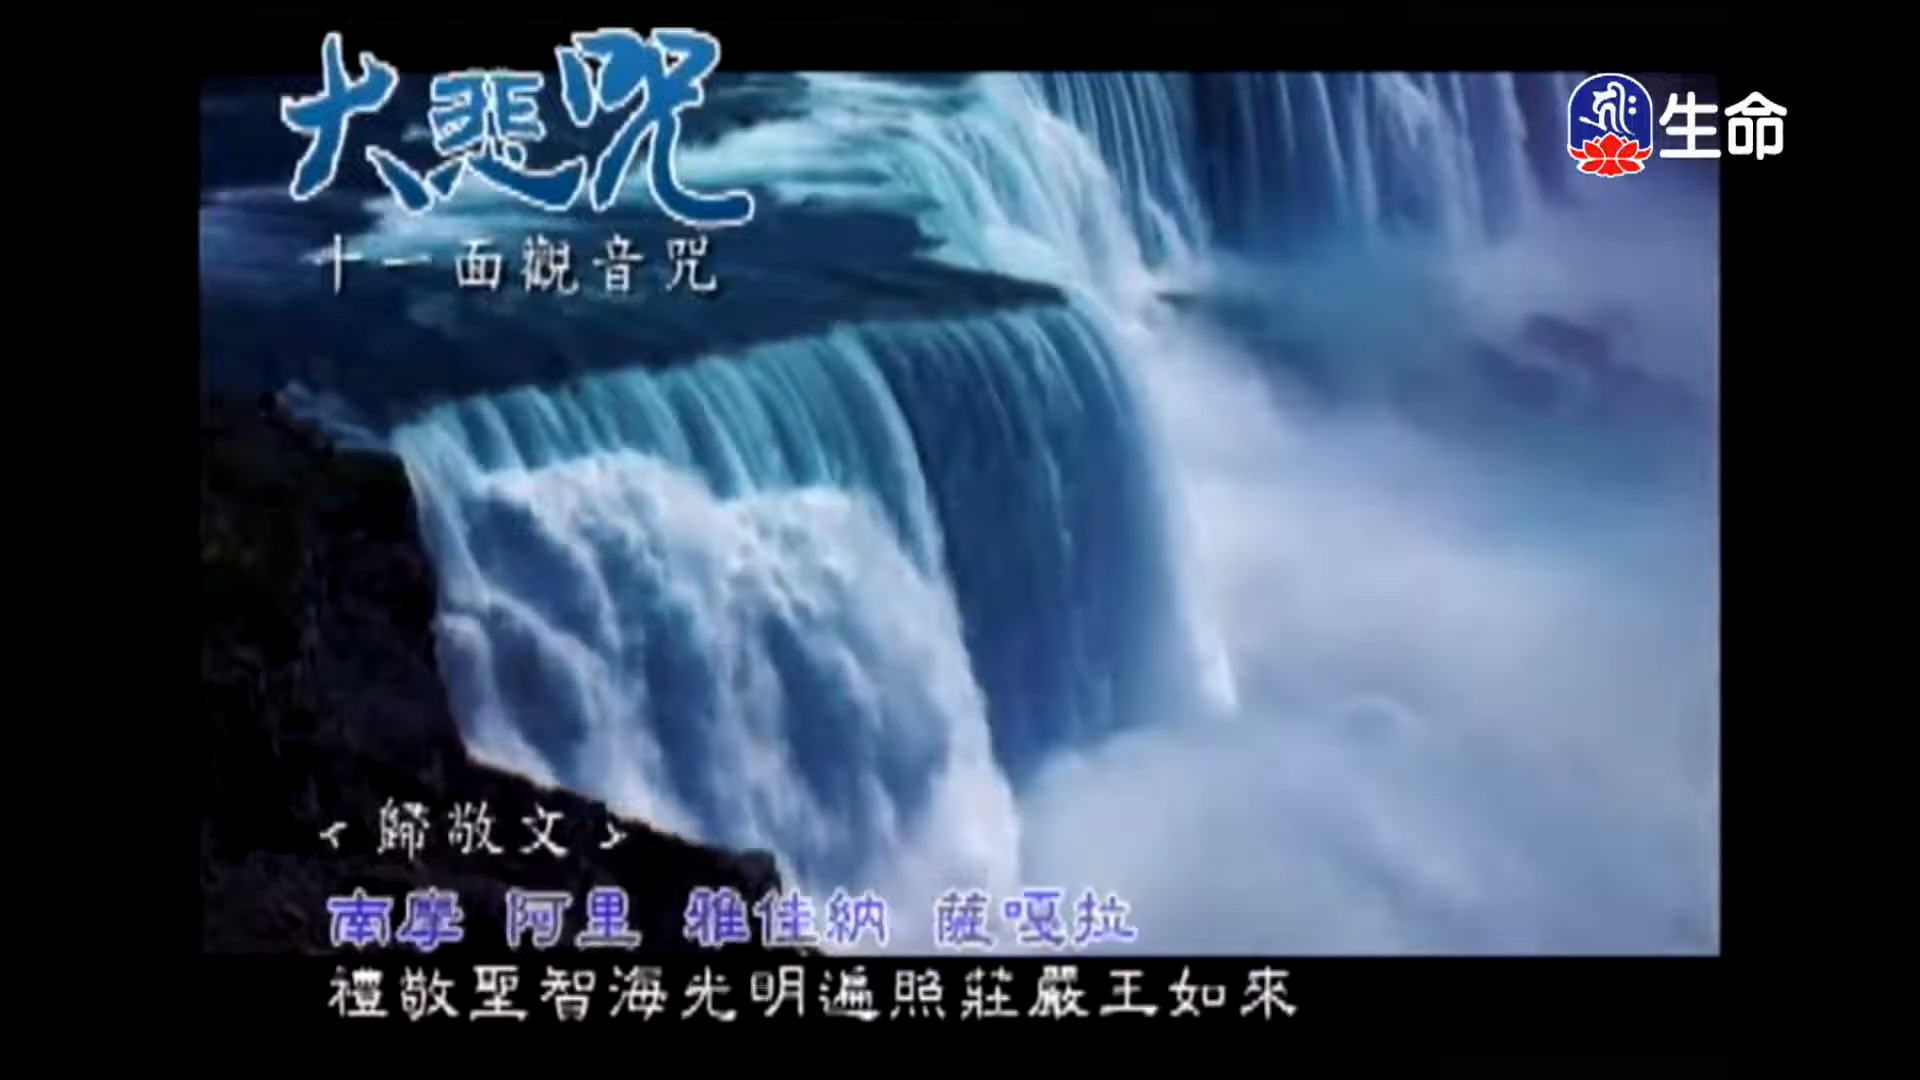 大悲咒
生命
十一面觀音咒
<歸敬文>
南摩 阿里 雅佳納 薩嘎拉
禮敬聖智海光明遍照莊嚴王如來